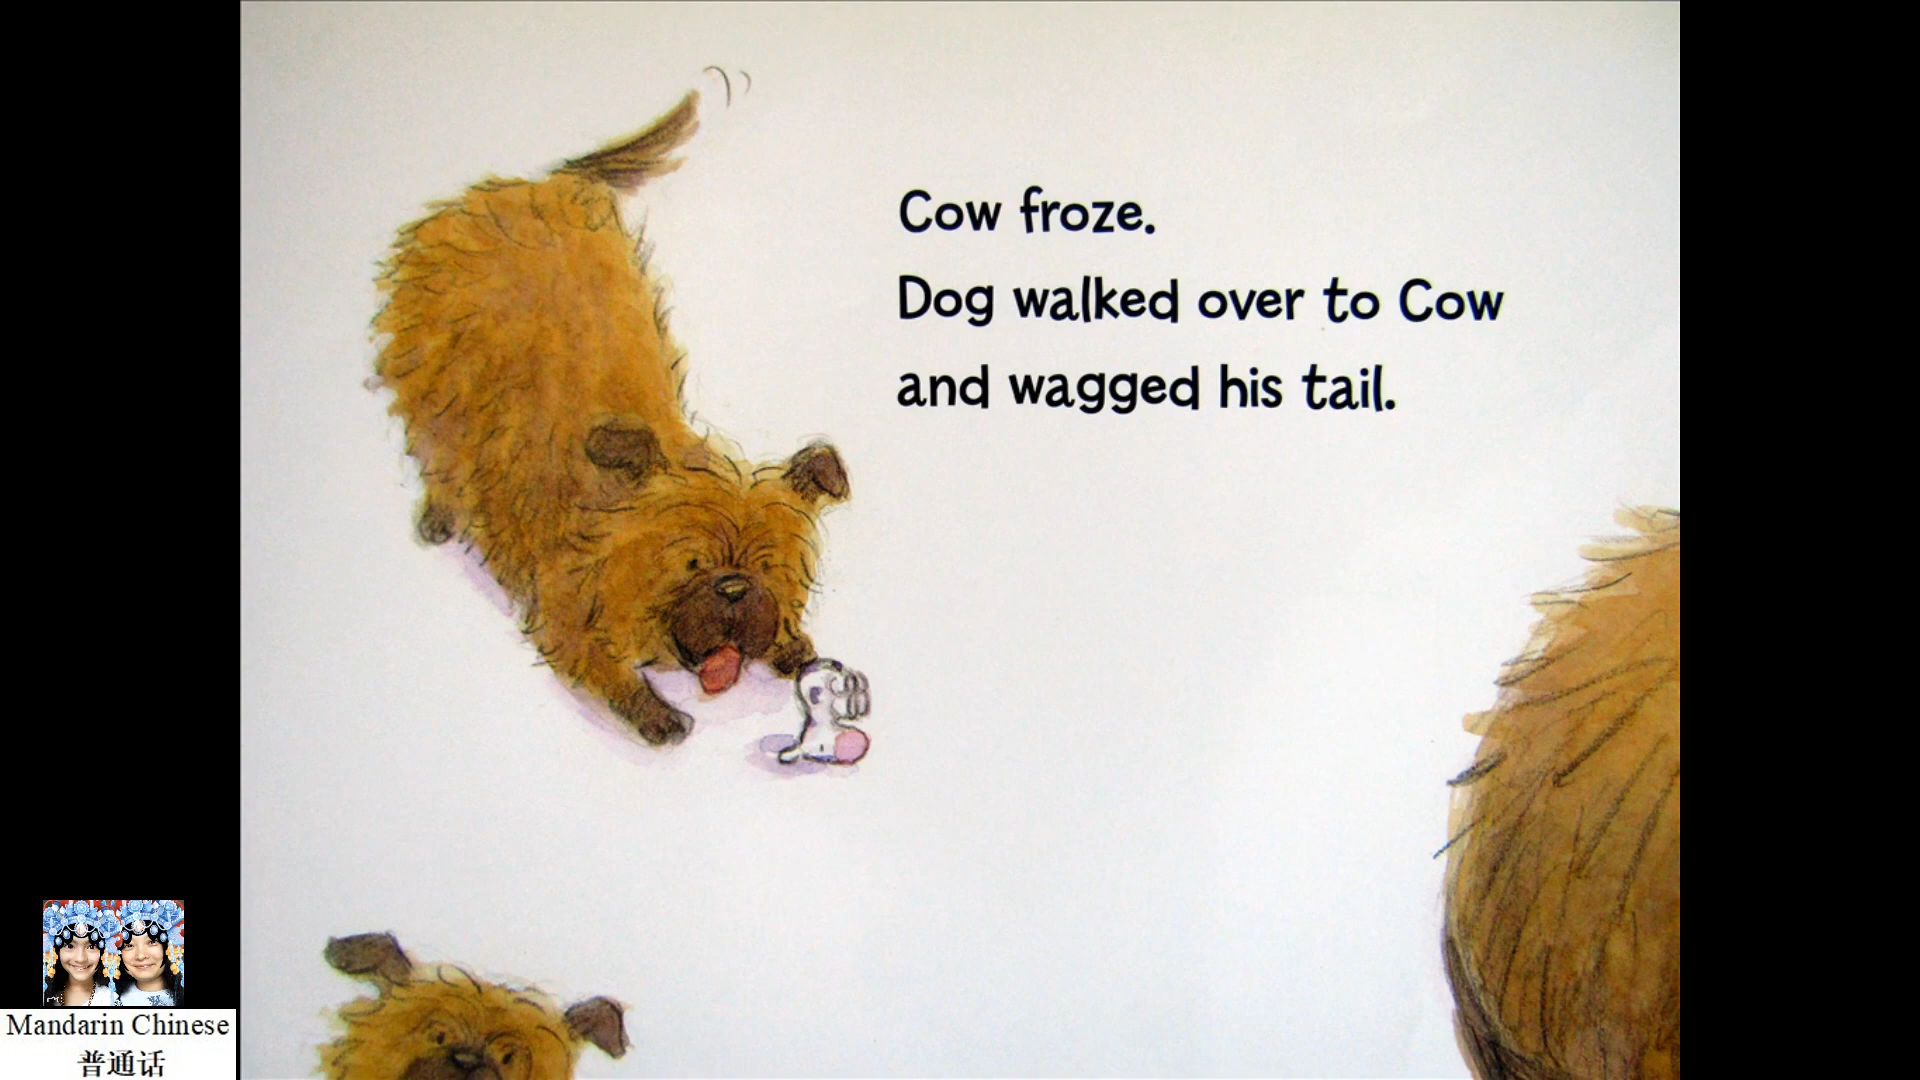 Cow froze.
Dog walked over to Cow
and wagged his tail.
Mandarin Chinese
普通话